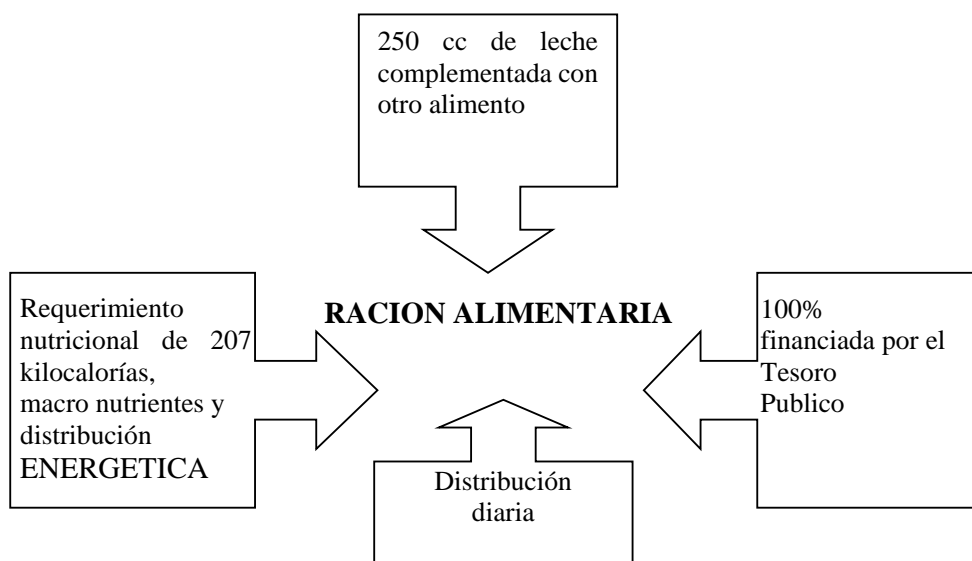 250 cc de leche
complementada con
otro alimento
RACION ALIMENTARIA
Requerimiento
nutricional de 207
kilocalorías,
macro nutrientes y
distribución
ENERGETICA
100%
financiada por el
Tesoro
Publico
Distribución
diaria